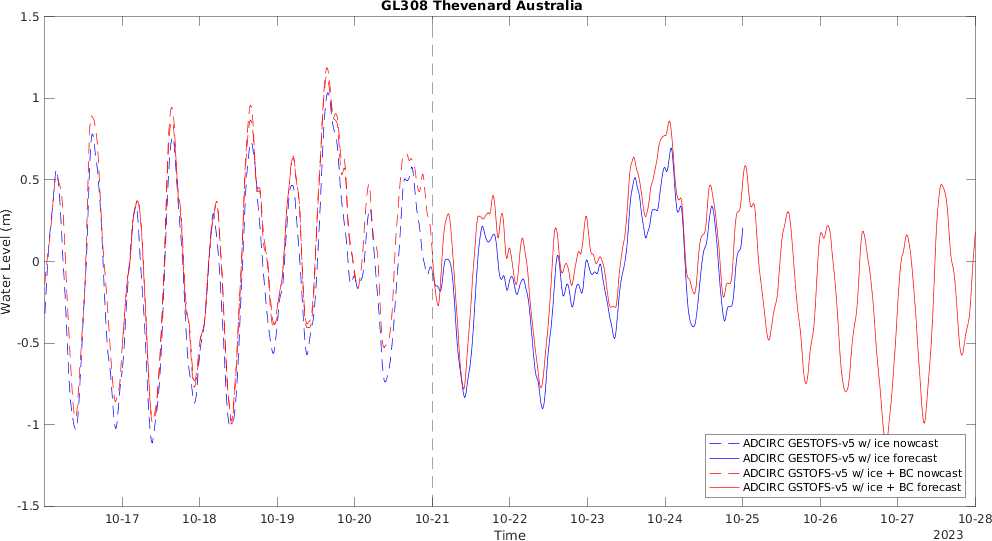 GL308 Thevenard Australia
1.5
1
0.5
0
-0.5
-1
-1.5
Water Level (m)
10-17 10-18 10-19 10-20 10-21 10-22 10-23 10-24 10-25 10-26 10-27 10-28
Time
2023
ADCIRC GESTOFS-v5 w/ ice nowcast
ADCIRC GESTOFS-v5 w/ ice forecast
ADCIRC GSTOFS-v5 w/ ice + BC nowcast
ADCIRC GSTOFS-v5 w/ ice + BC forecast